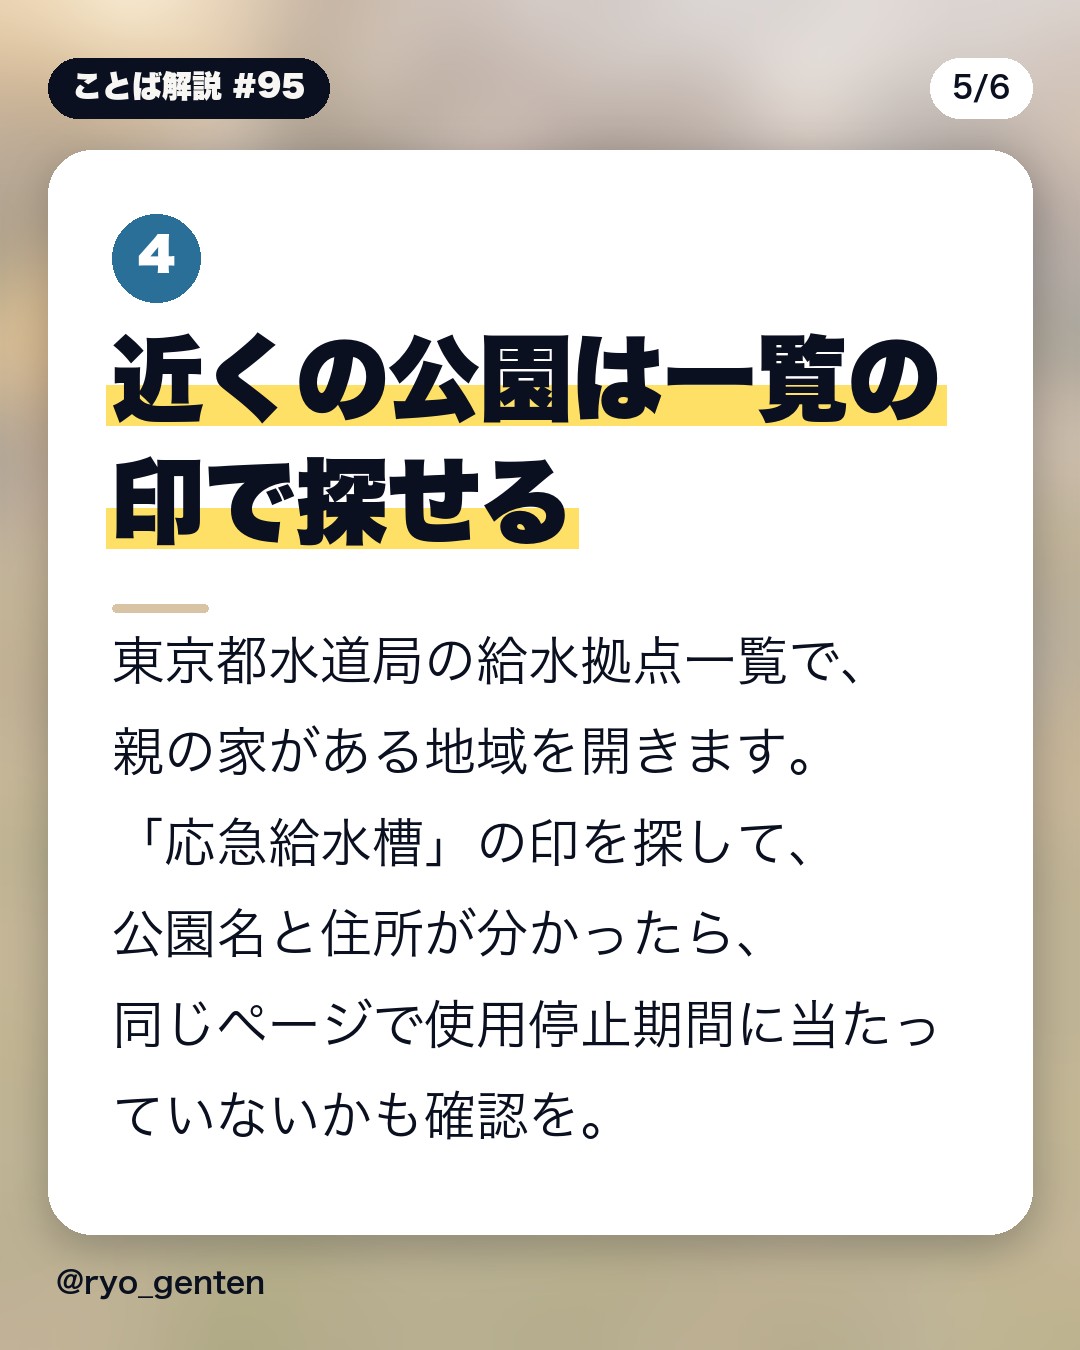 ことば解説 #95
5/6
4
近くの公園は一覧の
印で探せる
東京都水道局の給水拠点一覧で、
親の家がある地域を開きます。
「応急給水槽」の印を探して、
公園名と住所が分かったら、
同じページで使用停止期間に当たっ
ていないかも確認を。
@ryo_genten